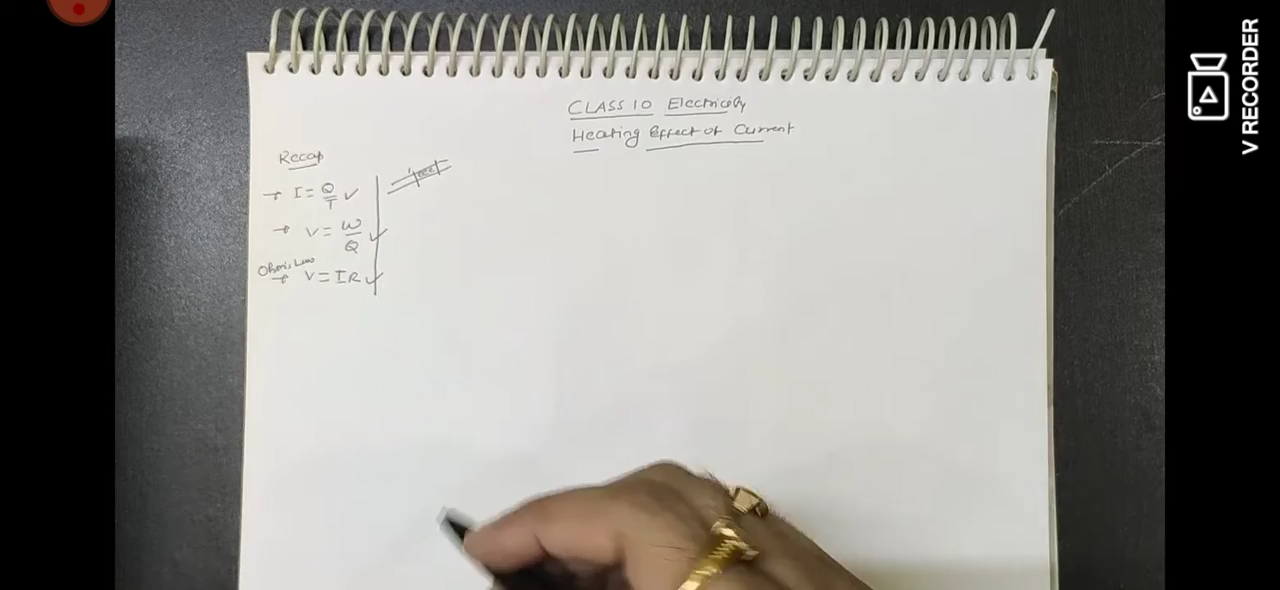 CLASS 10 Electricity
Heating Effect of Current
Recap
→ I = Q/T ✓
→ V = W/Q ✓
Ohm's Law
→ V = IR ✓
V RECORDER